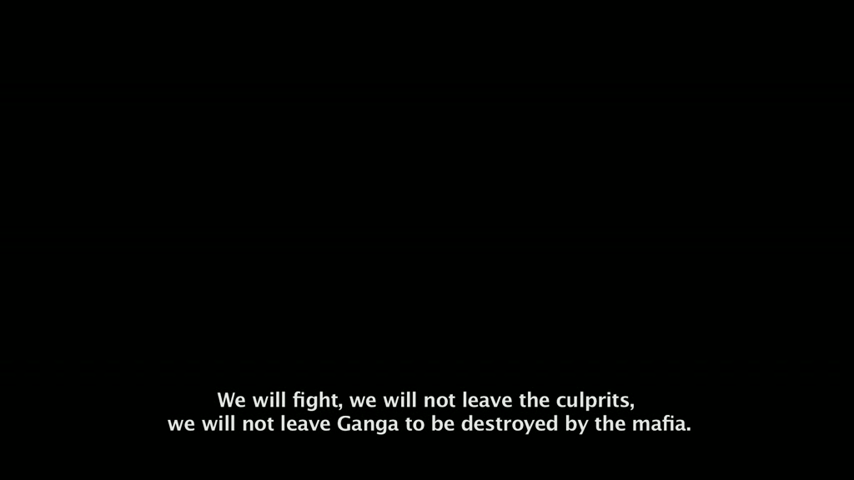 We will fight, we will not leave the culprits,
we will not leave Ganga to be destroyed by the mafia.